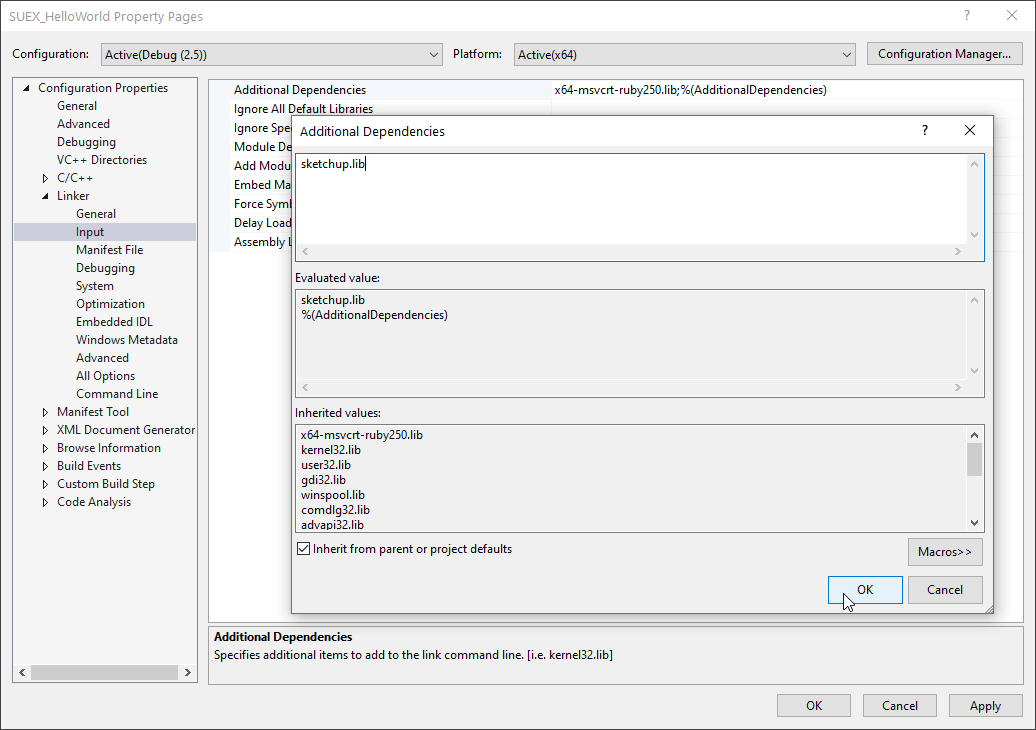 SUEX_HelloWorld Property Pages
Configuration: Active(Debug (2.5)) Platform: Active(x64) Configuration Manager...
Configuration Properties
General
Advanced
Debugging
VC++ Directories
C/C++
Linker
General
Input
Manifest File
Debugging
System
Optimization
Embedded IDL
Windows Metadata
Advanced
All Options
Command Line
Manifest Tool
XML Document Generator
Browse Information
Build Events
Custom Build Step
Code Analysis
Additional Dependencies x64-msvcrt-ruby250.lib;%(AdditionalDependencies)
Ignore All Default Libraries
Ignore Spe
Module De
Add Modu
Embed Ma
Force Symb
Delay Load
Assembly L
Additional Dependencies ?
sketchup.lib
Evaluated value:
sketchup.lib
%(AdditionalDependencies)
Inherited values:
x64-msvcrt-ruby250.lib
kernel32.lib
user32.lib
gdi32.lib
winspool.lib
comdlg32.lib
advapi32.lib
Inherit from parent or project defaults
Macros>>
OK Cancel
Additional Dependencies
Specifies additional items to add to the link command line. [i.e. kernel32.lib]
OK Cancel Apply